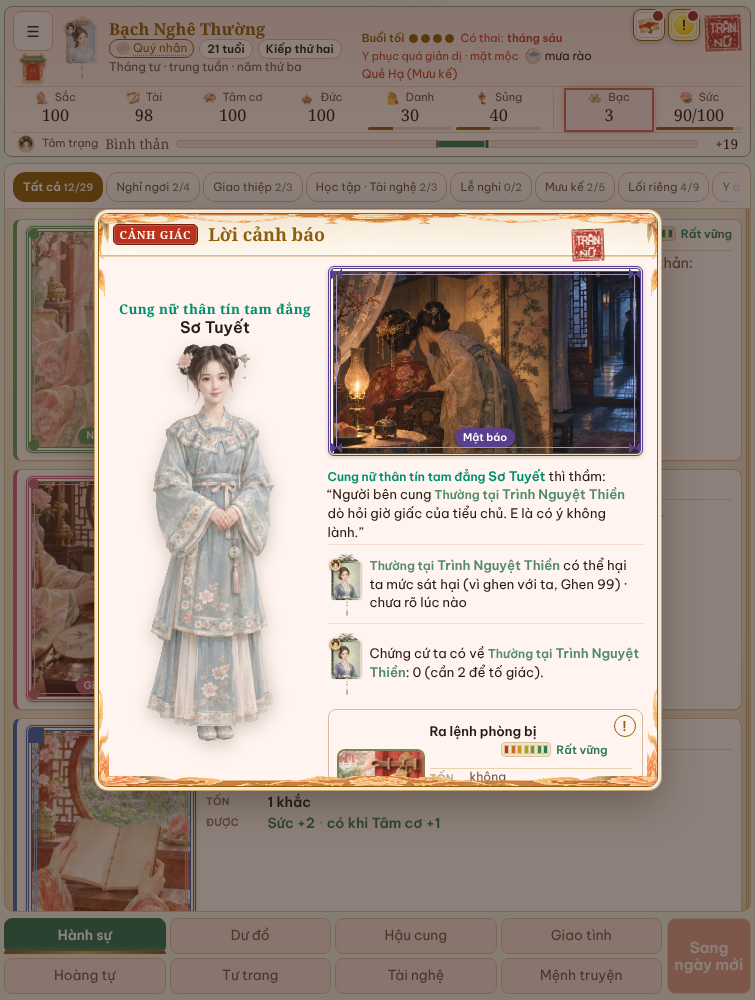 Bạch Nghê Thường
Quý nhân
21 tuổi
Kiếp thứ hai
Tháng tư · trung tuần · năm thứ ba
Buổi tối
Có thai: tháng sáu
Y phục quá giản dị · mặt mộc
mưa rào
Quẻ Hạ (Mưu kế)
!
TRÂN
NỮ
Sắc
100
Tài
98
Tâm cơ
100
Đức
100
Danh
30
Sủng
40
Bạc
3
Sức
90/100
Tâm trạng Bình thản
+19
Tất cả 12/29
Nghỉ ngơi 2/4
Giao thiệp 2/3
Học tập · Tài nghệ 2/3
Lễ nghi 0/2
Mưu kế 2/5
Lối riêng 4/9
Rất vững
thản:
CẢNH GIÁC
Lời cảnh báo
TRÂN
NỮ
Cung nữ thân tín tam đẳng
Sơ Tuyết
Mật báo
Cung nữ thân tín tam đẳng Sơ Tuyết thì thầm:
“Người bên cung Thường tại Trình Nguyệt Thiền
dò hỏi giờ giấc của tiểu chủ. E là có ý không
lành.”
Thường tại Trình Nguyệt Thiền có thể hại
ta mức sát hại (vì ghen với ta, Ghen 99) ·
chưa rõ lúc nào
Chứng cứ ta có về Thường tại Trình Nguyệt
Thiền: 0 (cần 2 để tố giác).
Ra lệnh phòng bị
!
Rất vững
TỐN
không
TỐN
1 khắc
ĐƯỢC
Sức +2 · có khi Tâm cơ +1
Hành sự
Dư đồ
Hậu cung
Giao tình
Hoàng tự
Tư trang
Tài nghệ
Mệnh truyện
Sang
ngày mới